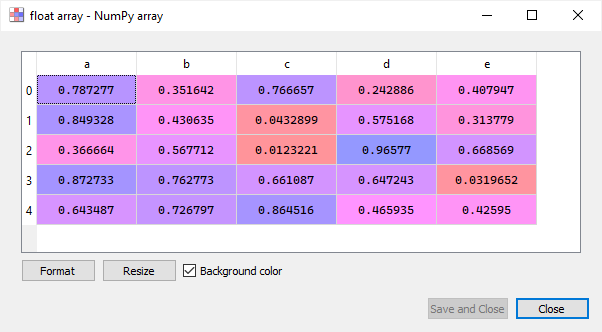 float array - NumPy array
a b c d e
0 0.787277 0.351642 0.766657 0.242886 0.407947
1 0.849328 0.430635 0.0432899 0.575168 0.313779
2 0.366664 0.567712 0.0123221 0.96577 0.668569
3 0.872733 0.762773 0.661087 0.647243 0.0319652
4 0.643487 0.726797 0.864516 0.465935 0.42595
Format Resize Background color
Save and Close Close